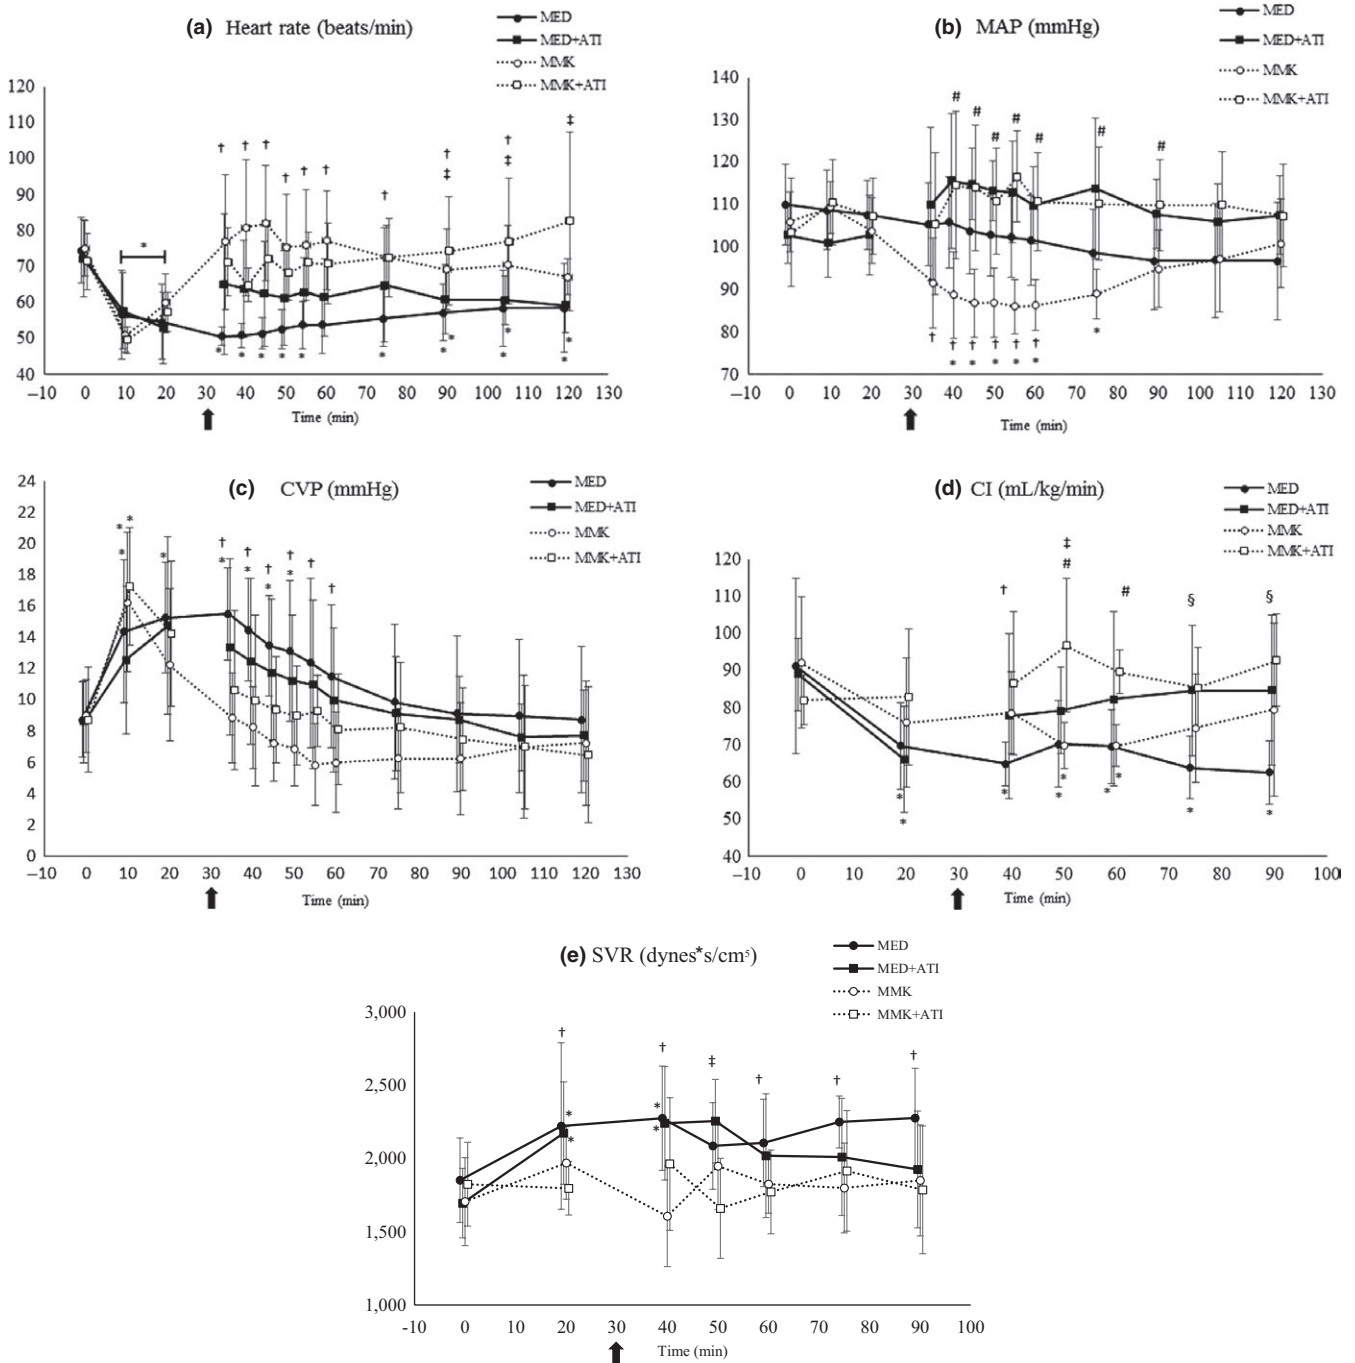 (a) Heart rate (beats/min)
MED
MED+ATI
MMK
MMK+ATI
120
110
100
90
80
70
60
50
40
−10 0 10 20 30 40 50 60 70 80 90 100 110 120 130
Time (min)
* † † † † † † † † ‡ † ‡ ‡
* * * * * * * * * * * *
(b) MAP (mmHg)
MED
MED+ATI
MMK
MMK+ATI
140
130
120
110
100
90
80
70
−10 0 10 20 30 40 50 60 70 80 90 100 110 120 130
Time (min)
# # # # # # #
† † † † † †
* * * * * *
(c) CVP (mmHg)
MED
MED+ATI
MMK
MMK+ATI
24
22
20
18
16
14
12
10
8
6
4
2
0
−10 0 10 20 30 40 50 60 70 80 90 100 110 120 130
Time (min)
* * * * † * † * † * † * † †
(d) CI (mL/kg/min)
MED
MED+ATI
MMK
MMK+ATI
120
110
100
90
80
70
60
50
40
−10 0 10 20 30 40 50 60 70 80 90 100
Time (min)
† ‡ # # § §
* * * * * * * * *
(e) SVR (dynes*s/cm⁵)
MED
MED+ATI
MMK
MMK+ATI
3,000
2,500
2,000
1,500
1,000
-10 0 10 20 30 40 50 60 70 80 90 100
Time (min)
† † ‡ † † †
* * * *